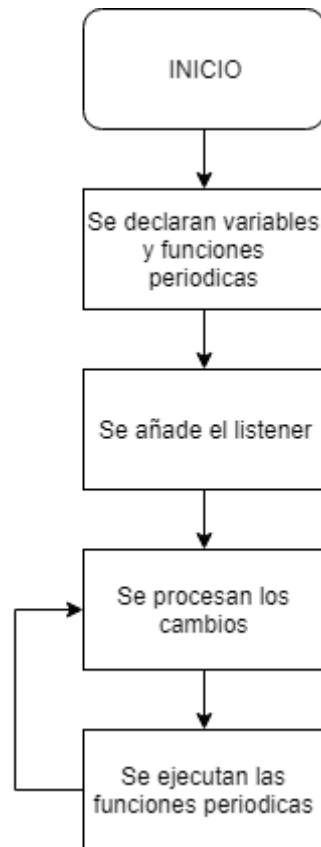 INICIO
Se declaran variables
y funciones
periodicas
Se añade el listener
Se procesan los
cambios
Se ejecutan las
funciones periodicas